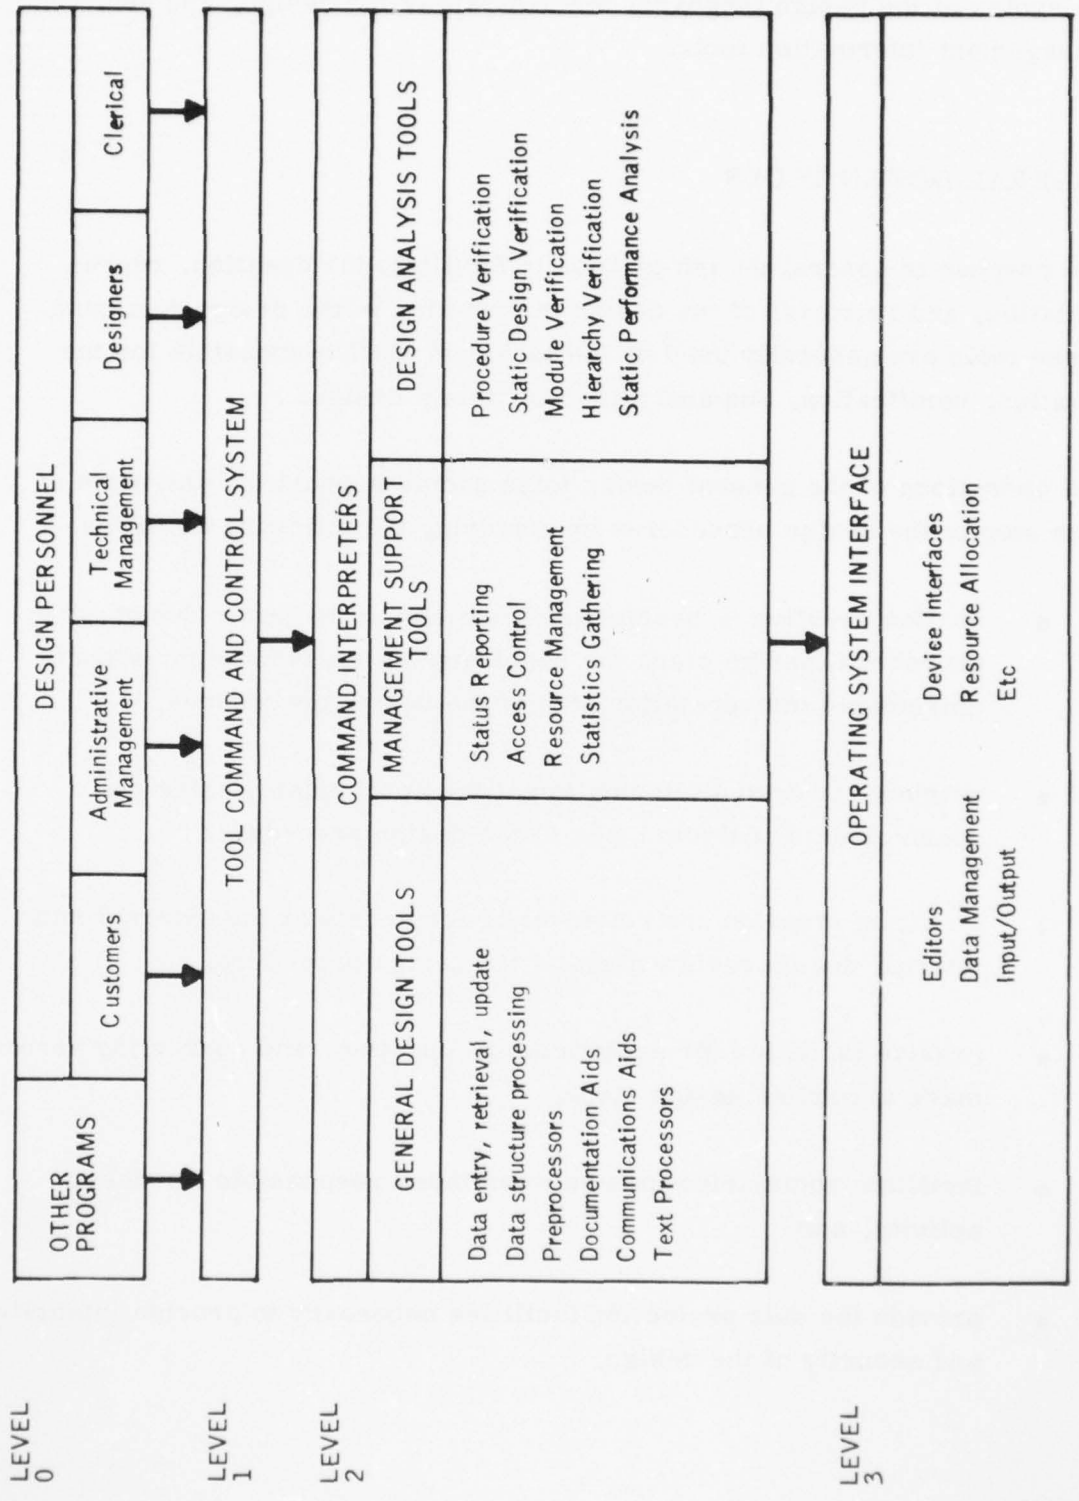 LEVEL
0
OTHER
PROGRAMS
DESIGN PERSONNEL
Customers
Administrative
Management
Technical
Management
Designers
Clerical
LEVEL
1
TOOL COMMAND AND CONTROL SYSTEM
LEVEL
2
COMMAND INTERPRETERS
GENERAL DESIGN TOOLS
MANAGEMENT SUPPORT
TOOLS
DESIGN ANALYSIS TOOLS
Data entry, retrieval, update
Data structure processing
Preprocessors
Documentation Aids
Communications Aids
Text Processors
Status Reporting
Access Control
Resource Management
Statistics Gathering
Procedure Verification
Static Design Verification
Module Verification
Hierarchy Verification
Static Performance Analysis
LEVEL
3
OPERATING SYSTEM INTERFACE
Editors
Data Management
Input/Output
Device Interfaces
Resource Allocation
Etc